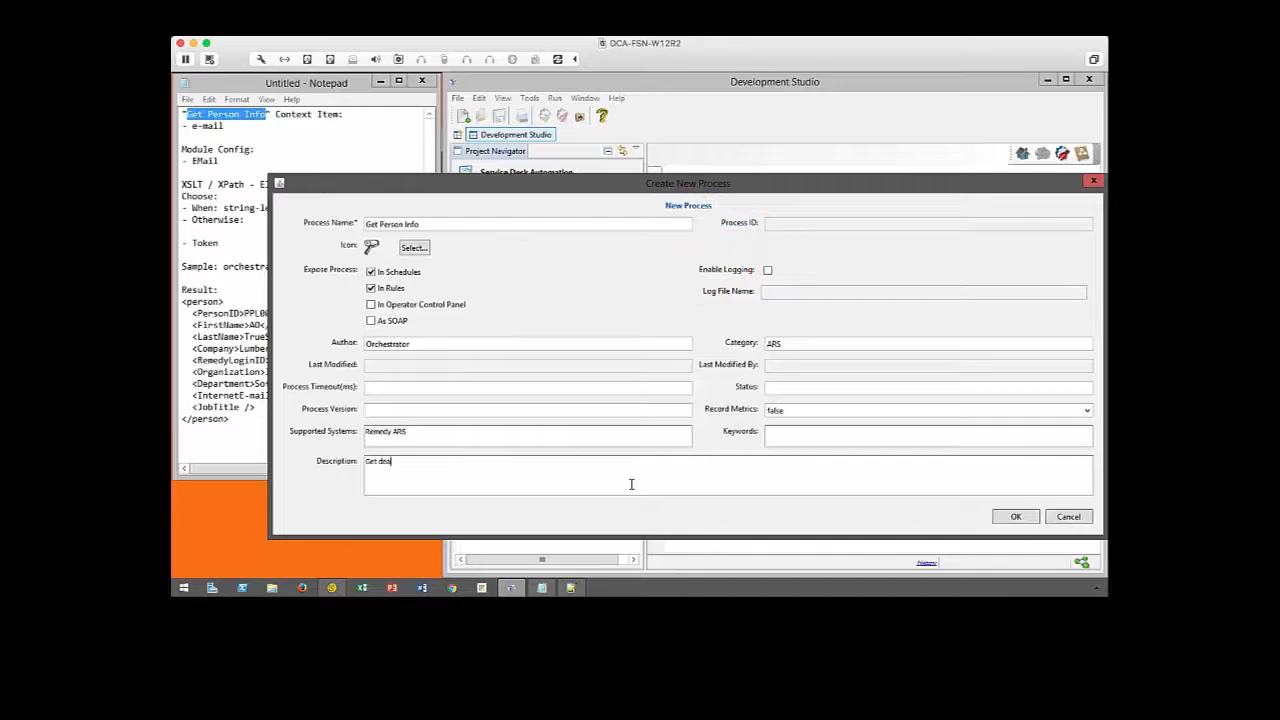 DCA-FSN-W12R2
Untitled - Notepad
File Edit Format View Help
"Get Person Info" Context Item:
- e-mail
Module Config:
- EMail
XSLT / XPath -
Choose:
- When:
- Otherwise:
- Token
Sample:
Result:
<person>
<PersonID>PPL00
<FirstName>AO</
<LastName>TrueS
<Company>Lumber
<RemedyLoginID>
<Organization>
<Department>So
<InternetE-mail
<JobTitle />
</person>
Development Studio
File Edit View Tools Run Window Help
Development Studio
Project Navigator
Service Desk Automation
Create New Process
New Process
Process Name:* Get Person Info
Process ID:
Icon: Select...
Expose Process: In Schedules
In Rules
In Operator Control Panel
As SOAP
Enable Logging:
Log File Name:
Author: Orchestrator
Category: ARS
Last Modified:
Last Modified By:
Process Timeout(ms):
Status:
Process Version:
Record Metrics: false
Supported Systems: Remedy ARS
Keywords:
Description: Get dea
OK Cancel
history